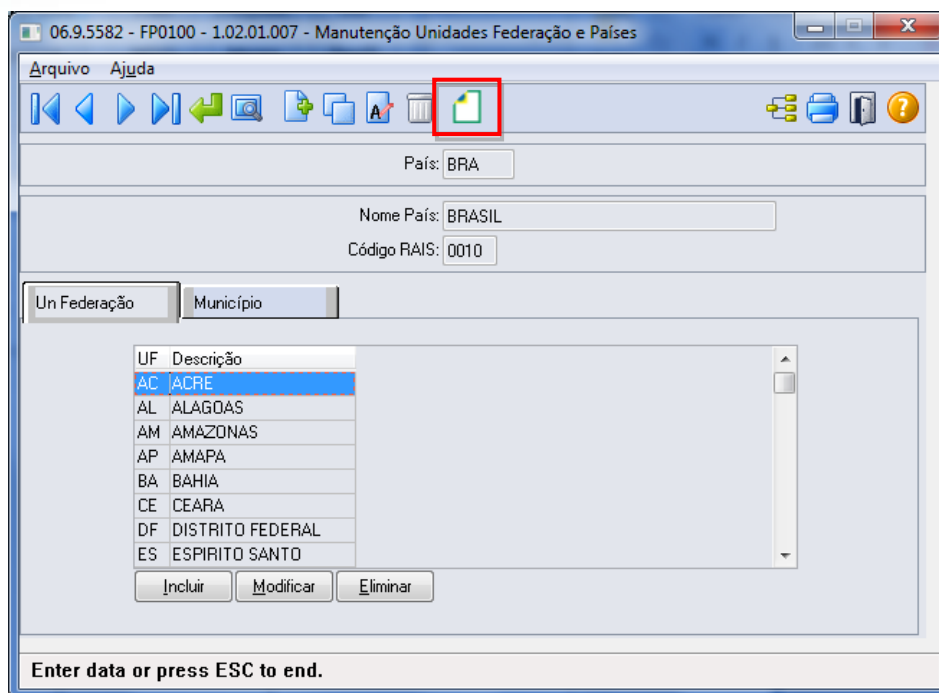 06.9.5582 - FP0100 - 1.02.01.007 - Manutenção Unidades Federação e Países
Arquivo Ajuda
País: BRA
Nome País: BRASIL
Código RAIS: 0010
Un Federação Município
UF Descrição
AC ACRE
AL ALAGOAS
AM AMAZONAS
AP AMAPA
BA BAHIA
CE CEARA
DF DISTRITO FEDERAL
ES ESPIRITO SANTO
Incluir Modificar Eliminar
Enter data or press ESC to end.